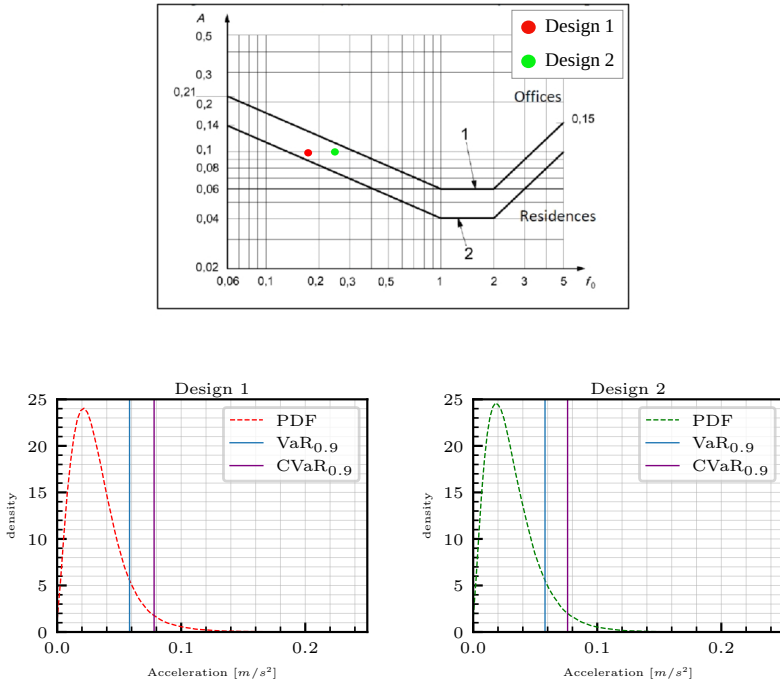 A
0,5
0,3
0,21
0,2
0,14
0,1
0,08
0,06
0,04
0,02
0,06
0,1
0,2
0,3
0,5
1
2
3
5
f₀
Design 1
Design 2
Offices
0,15
1
Residences
2
Design 1
25
20
15
10
5
0
density
PDF
VaR₀.₉
CVaR₀.₉
0.0
0.1
0.2
Acceleration [m/s²]
Design 2
25
20
15
10
5
0
density
PDF
VaR₀.₉
CVaR₀.₉
0.0
0.1
0.2
Acceleration [m/s²]